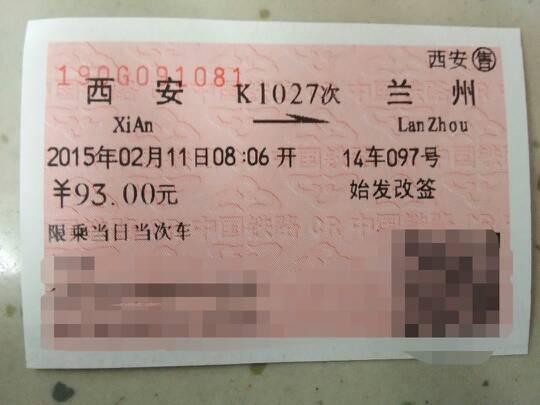 西安售
190G091081
西安 K1027次 兰州
XiAn LanZhou
2015年02月11日08:06开 14车097号
¥93.00元 始发改签
限乘当日当次车